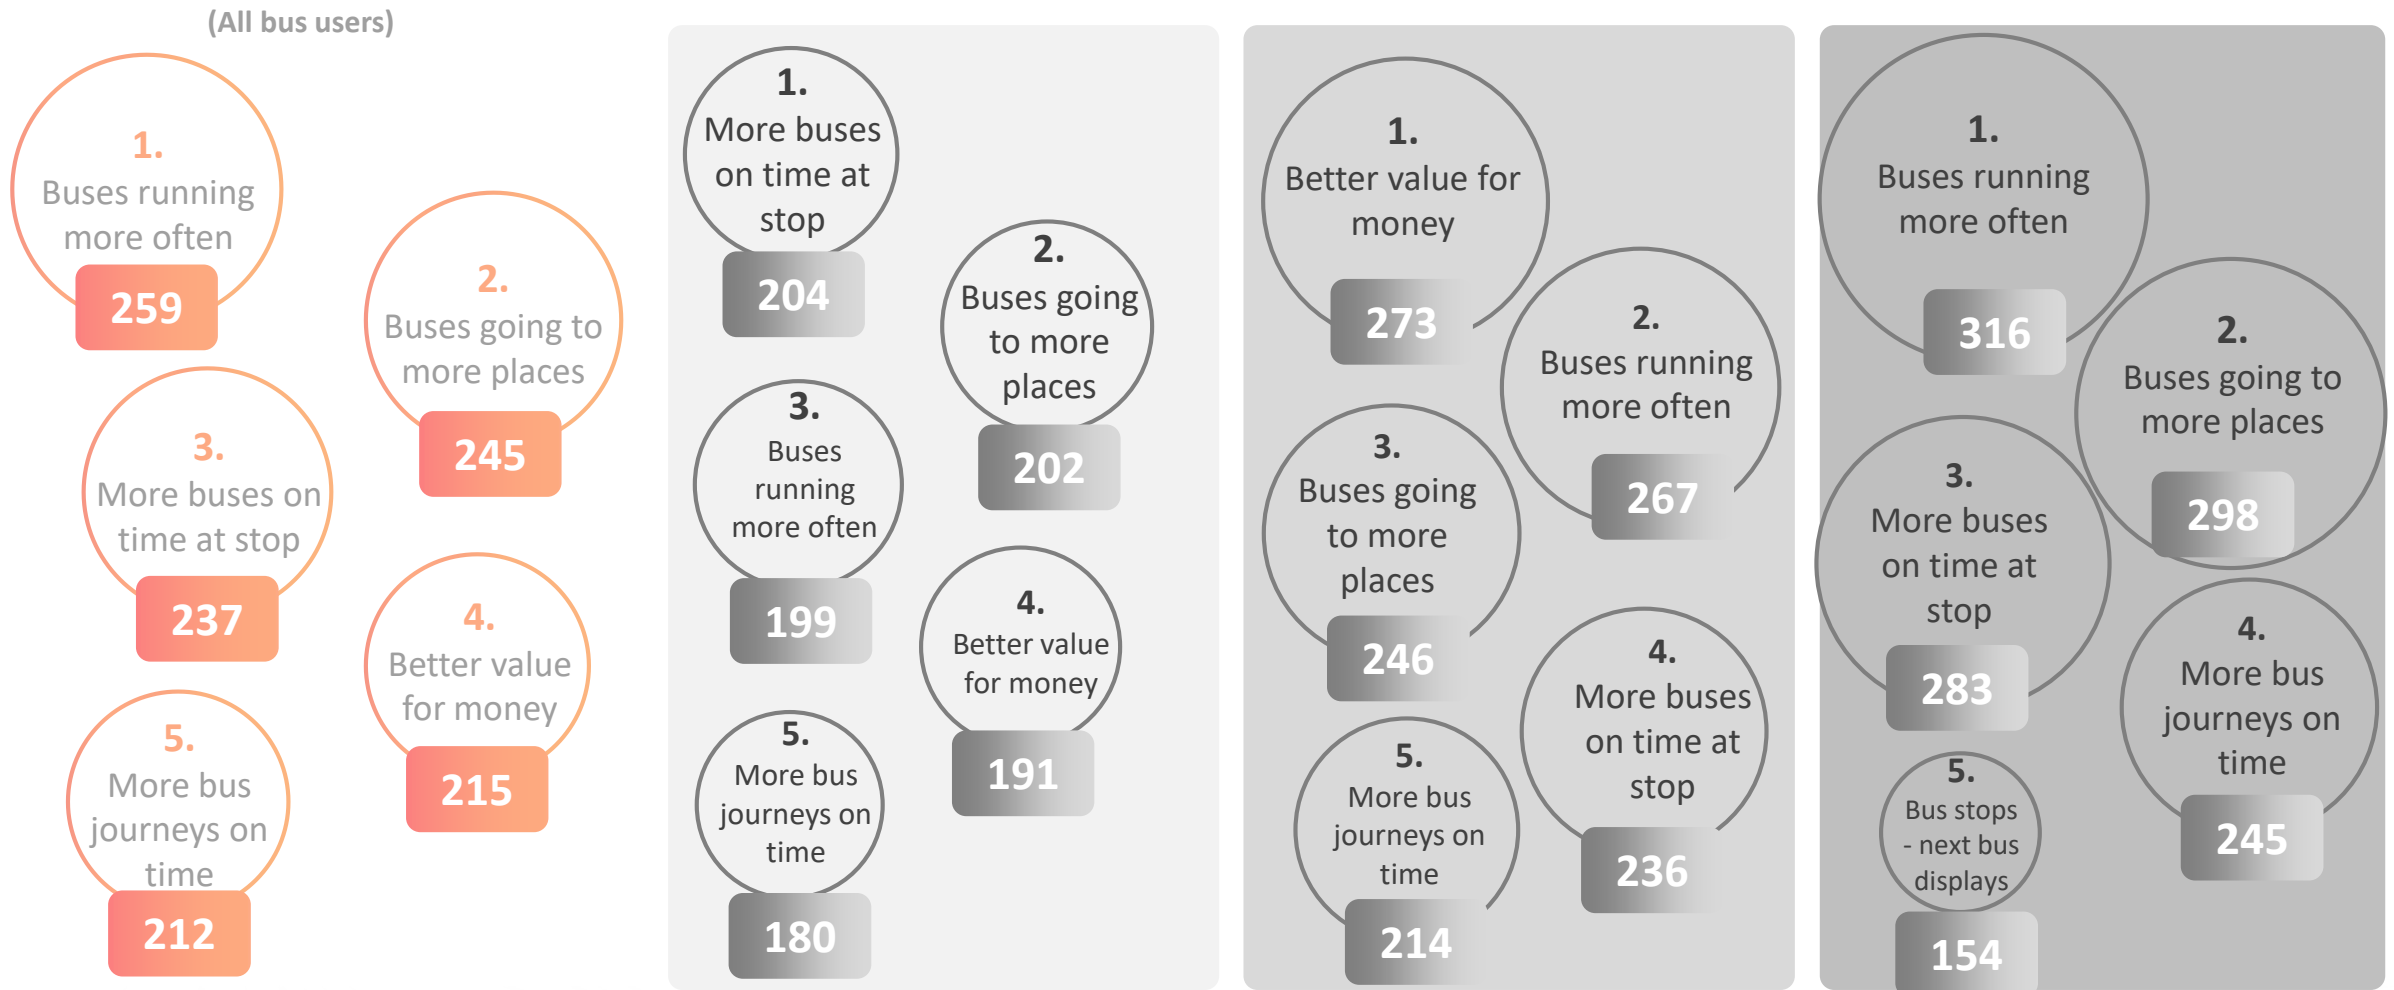 (All bus users)
1.
Buses running
more often
259
2.
Buses going to
more places
245
3.
More buses on
time at stop
237
4.
Better value
for money
215
5.
More bus
journeys on
time
212
1.
More buses
on time at
stop
204
2.
Buses going
to more
places
202
3.
Buses
running
more often
199
4.
Better value
for money
191
5.
More bus
journeys on
time
180
1.
Better value for
money
273
2.
Buses running
more often
267
3.
Buses going
to more
places
246
4.
More buses
on time at
stop
236
5.
More bus
journeys on
time
214
1.
Buses running
more often
316
2.
Buses going to
more places
298
3.
More buses
on time at
stop
283
4.
More bus
journeys on
time
245
5.
Bus stops
- next bus
displays
154